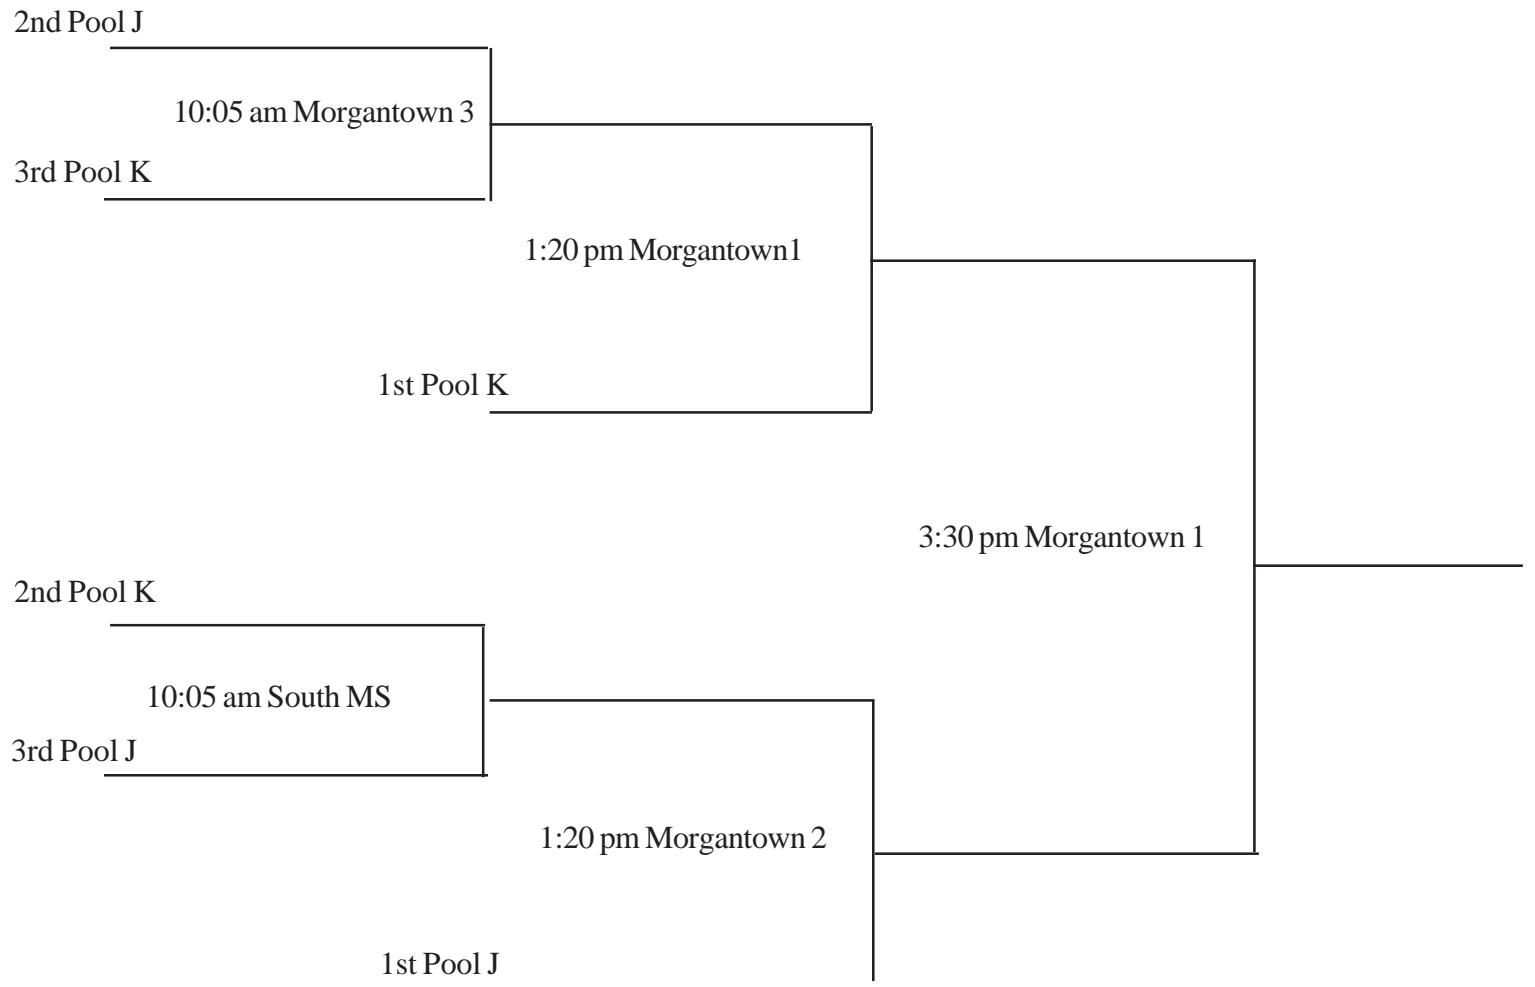 2nd Pool J
10:05 am Morgantown 3
3rd Pool K
1:20 pm Morgantown1
1st Pool K
3:30 pm Morgantown 1
2nd Pool K
10:05 am South MS
3rd Pool J
1:20 pm Morgantown 2
1st Pool J